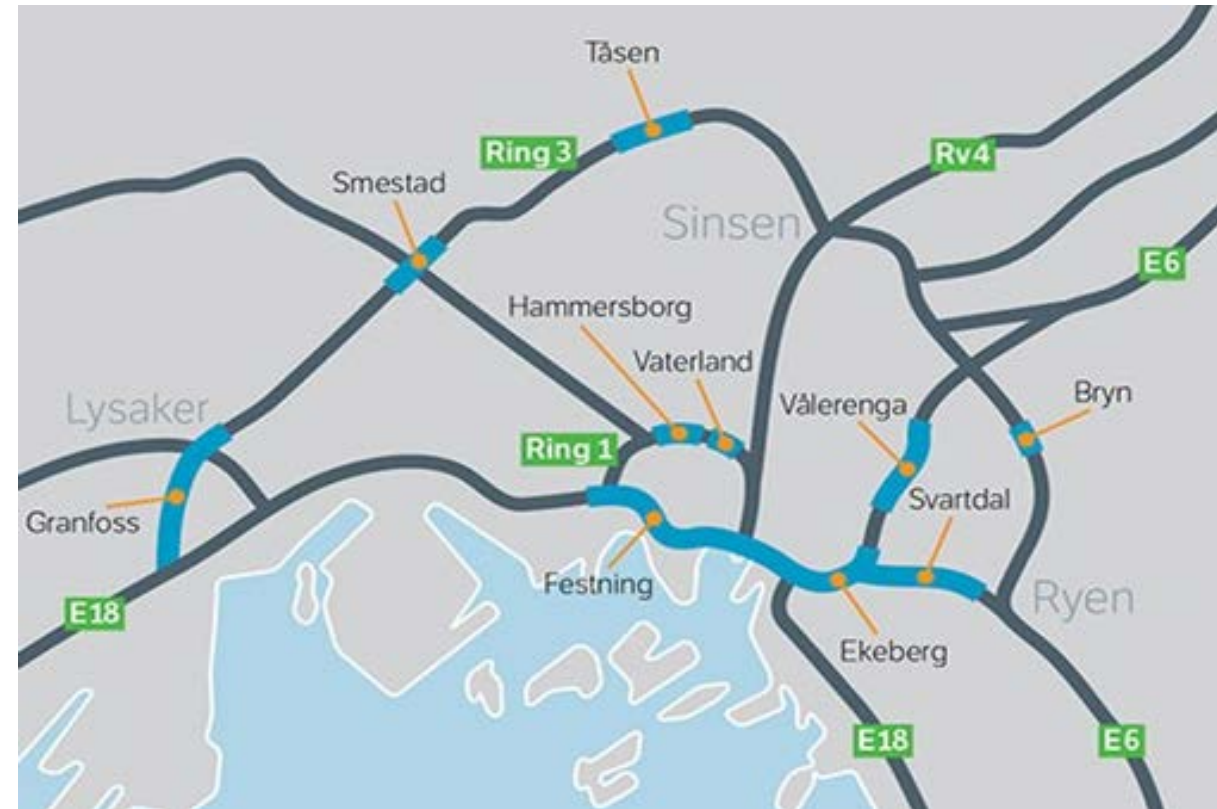 Tåsen
Ring 3
Rv4
Smestad
Sinsen
E6
Hammersborg
Vaterland
Lysaker
Vålerenga
Bryn
Ring 1
Svartdal
Granfoss
Festning
Ryen
E18
Ekeberg
E18
E6